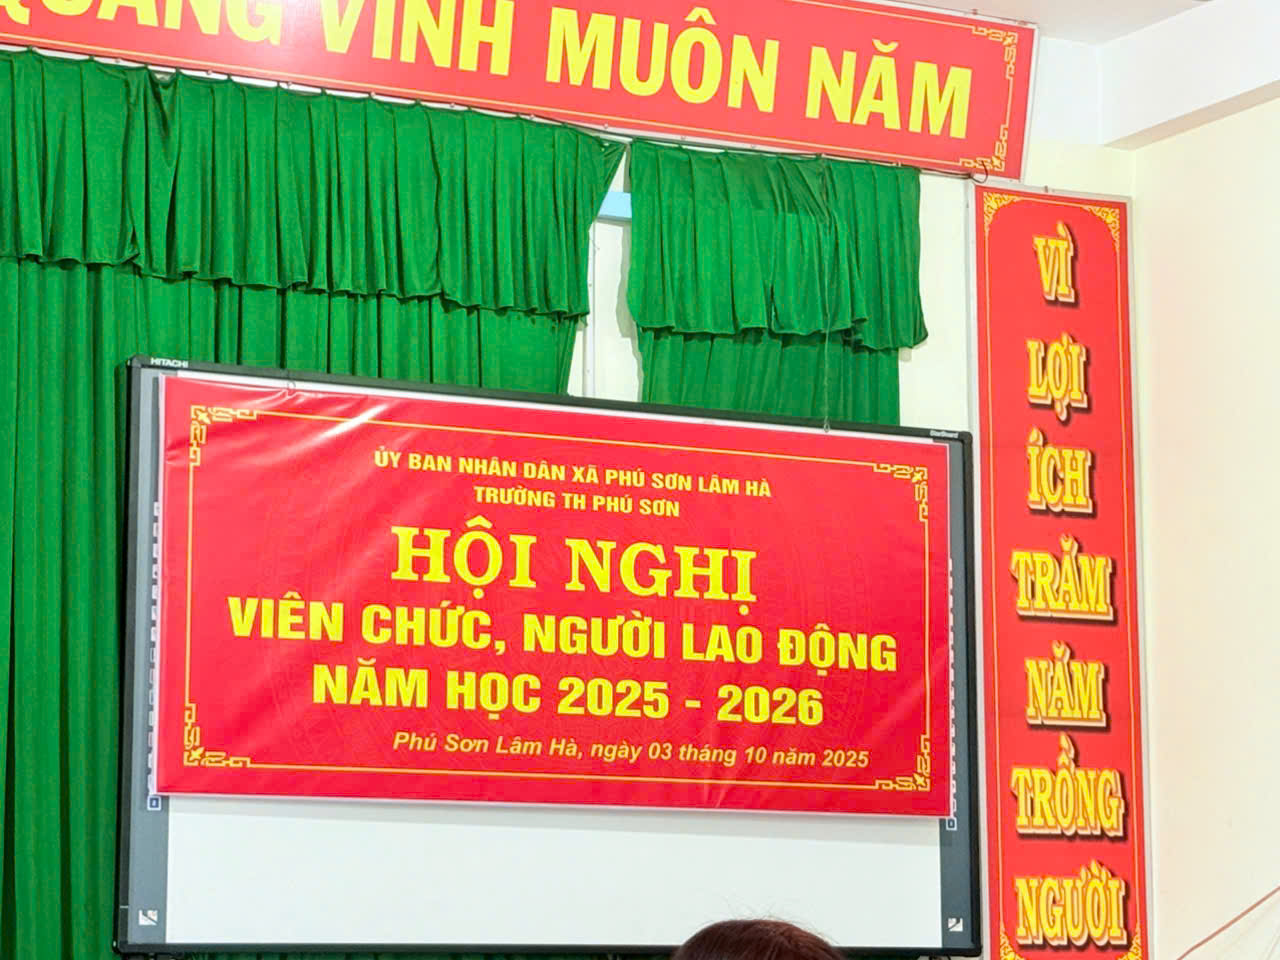 QUANG VINH MUÔN NĂM
HITACHI
StarBoard
ỦY BAN NHÂN DÂN XÃ PHÚ SƠN LÂM HÀ
TRƯỜNG TH PHÚ SƠN
HỘI NGHỊ
VIÊN CHỨC, NGƯỜI LAO ĐỘNG
NĂM HỌC 2025 - 2026
Phú Sơn Lâm Hà, ngày 03 tháng 10 năm 2025
VÌ
LỢI
ÍCH
TRĂM
NĂM
TRỒNG
NGƯỜI